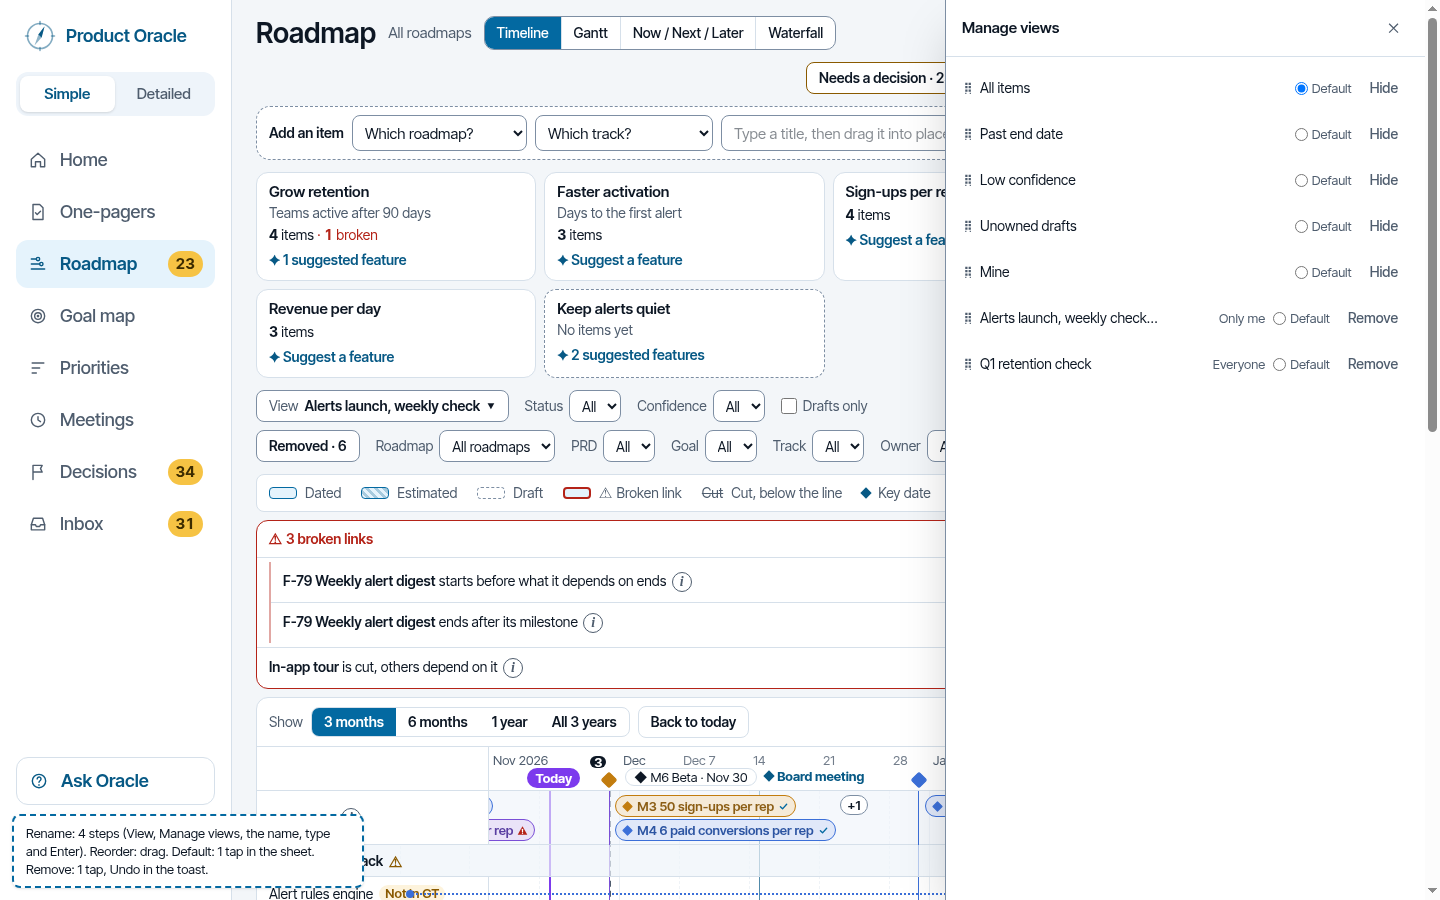 Product Oracle
Simple
Detailed
Home
One-pagers
Roadmap 23
Goal map
Priorities
Meetings
Decisions 34
Inbox 31
Ask Oracle
Rename: 4 steps (View, Manage views, the name, type
and Enter). Reorder: drag. Default: 1 tap in the sheet.
Remove: 1 tap, Undo in the toast.
Roadmap All roadmaps
Timeline Gantt Now / Next / Later Waterfall
Needs a decision · 2
Add an item Which roadmap? Which track? Type a title, then drag it into place
Grow retention
Teams active after 90 days
4 items · 1 broken
1 suggested feature
Faster activation
Days to the first alert
3 items
Suggest a feature
Sign-ups per re
4 items
Suggest a fea
Revenue per day
3 items
Suggest a feature
Keep alerts quiet
No items yet
2 suggested features
View Alerts launch, weekly check ▼ Status All Confidence All Drafts only
Removed · 6 Roadmap All roadmaps PRD All Goal All Track All Owner A
Dated Estimated Draft ⚠ Broken link Cut Cut, below the line Key date
⚠ 3 broken links
F-79 Weekly alert digest starts before what it depends on ends i
F-79 Weekly alert digest ends after its milestone i
In-app tour is cut, others depend on it i
Show 3 months 6 months 1 year All 3 years Back to today
Nov 2026 3 Dec Dec 7 14 21 28 Ja
Today M6 Beta · Nov 30 Board meeting
M3 50 sign-ups per rep ✓ +1
r rep ⚠ M4 6 paid conversions per rep ✓
ack ⚠
Alert rules engine Not in GT
Manage views ×
All items Default Hide
Past end date Default Hide
Low confidence Default Hide
Unowned drafts Default Hide
Mine Default Hide
Alerts launch, weekly check... Only me Default Remove
Q1 retention check Everyone Default Remove